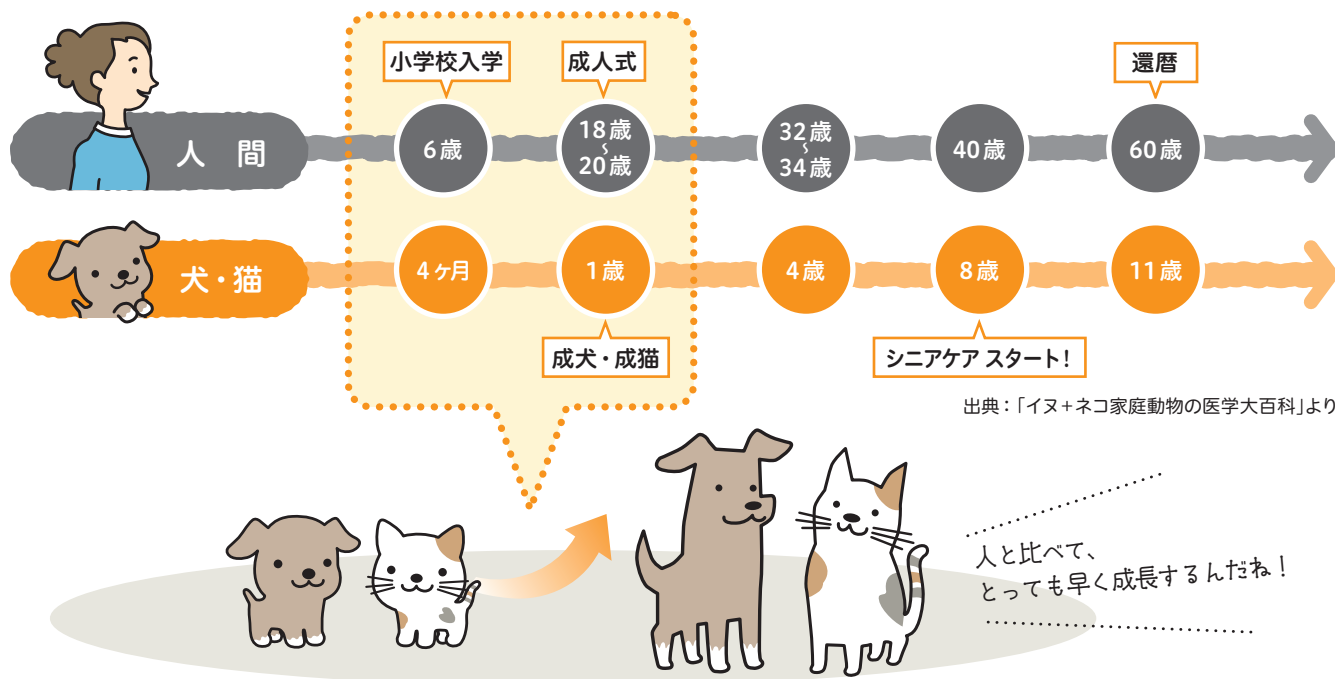 小学校入学
成人式
還暦
人 間
6歳
18歳
〜
20歳
32歳
〜
34歳
40歳
60歳
犬・猫
4ヶ月
1歳
4歳
8歳
11歳
成犬・成猫
シニアケア スタート!
出典:「イヌ+ネコ家庭動物の医学大百科」より
人と比べて、
とっても早く成長するんだね!